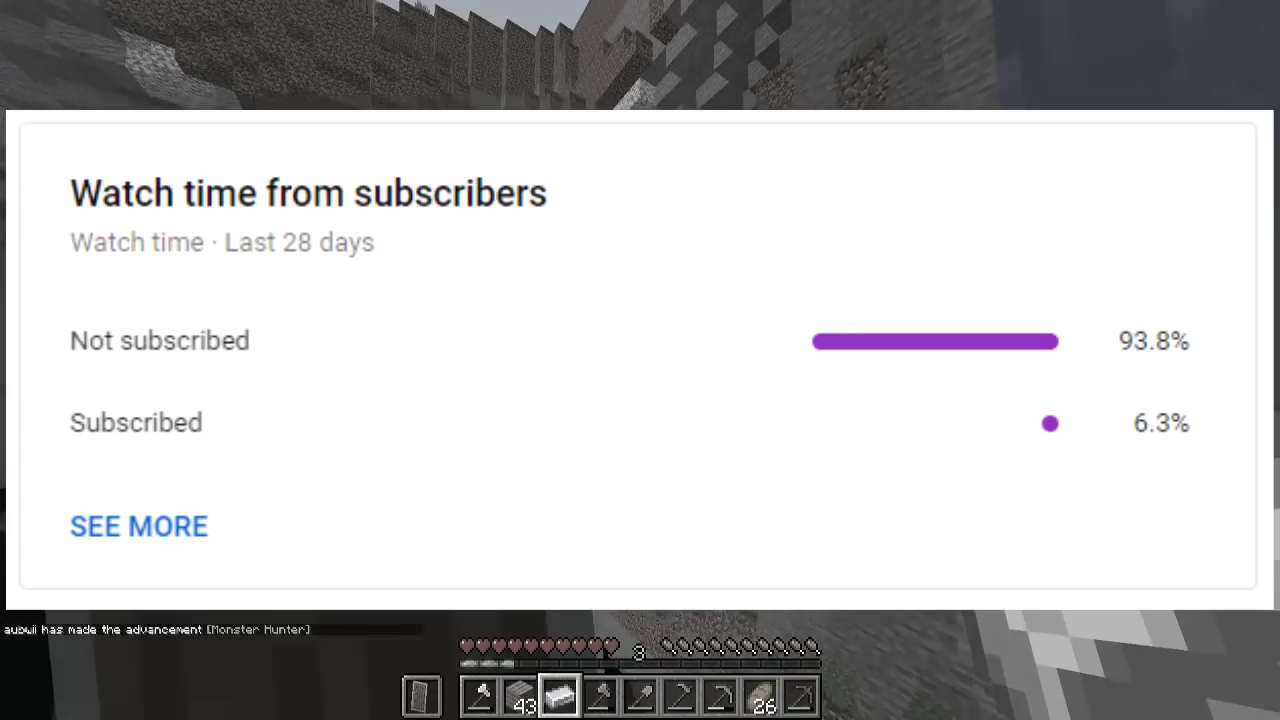 Watch time from subscribers
Watch time · Last 28 days
Not subscribed 93.8%
Subscribed 6.3%
SEE MORE
aubwii has made the advancement [Monster Hunter]
3
43 26